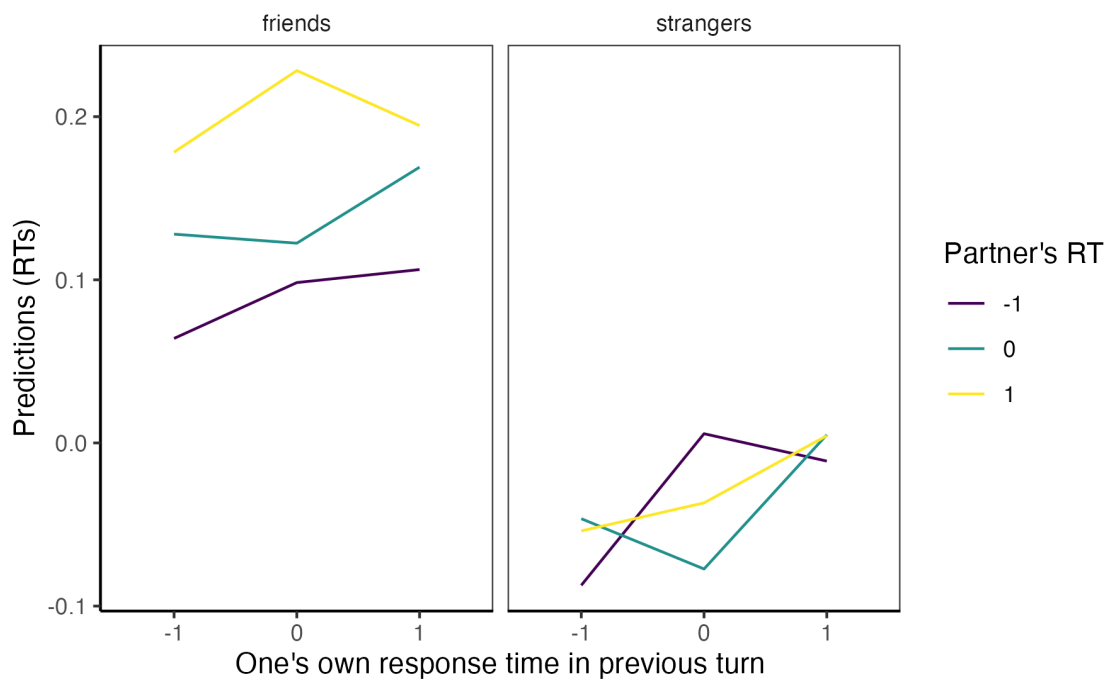 friends
strangers
Predictions (RTs)
0.2
0.1
0.0
-0.1
-1 0 1
-1 0 1
One's own response time in previous turn
Partner's RT
-1
0
1